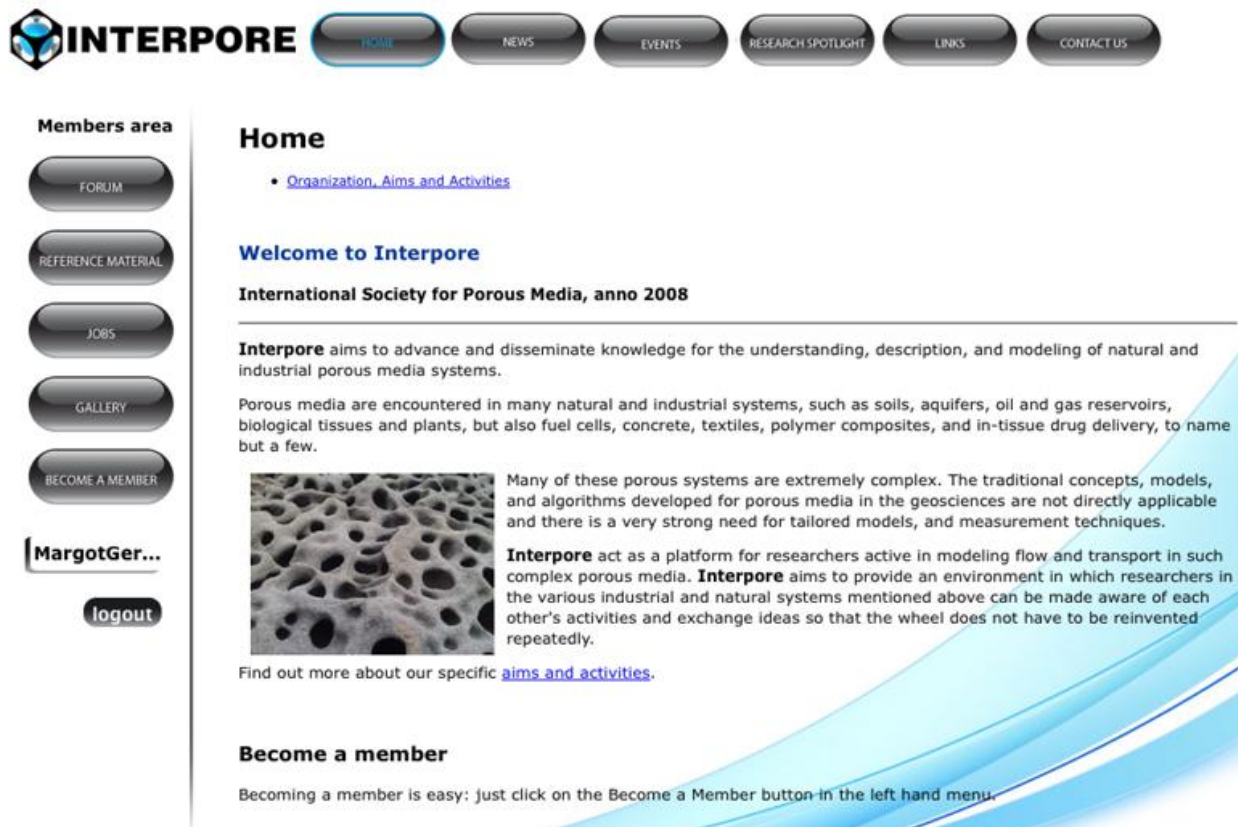 INTERPORE
HOME
NEWS
EVENTS
RESEARCH SPOTLIGHT
LINKS
CONTACT US
Members area
FORUM
REFERENCE MATERIAL
JOBS
GALLERY
BECOME A MEMBER
MargotGer...
logout
Home
• Organization, Aims and Activities
Welcome to Interpore
International Society for Porous Media, anno 2008
Interpore aims to advance and disseminate knowledge for the understanding, description, and modeling of natural and
industrial porous media systems.
Porous media are encountered in many natural and industrial systems, such as soils, aquifers, oil and gas reservoirs,
biological tissues and plants, but also fuel cells, concrete, textiles, polymer composites, and in-tissue drug delivery, to name
but a few.
Many of these porous systems are extremely complex. The traditional concepts, models,
and algorithms developed for porous media in the geosciences are not directly applicable
and there is a very strong need for tailored models, and measurement techniques.
Interpore act as a platform for researchers active in modeling flow and transport in such
complex porous media. Interpore aims to provide an environment in which researchers in
the various industrial and natural systems mentioned above can be made aware of each
other's activities and exchange ideas so that the wheel does not have to be reinvented
repeatedly.
Find out more about our specific aims and activities.
Become a member
Becoming a member is easy: just click on the Become a Member button in the left hand menu.